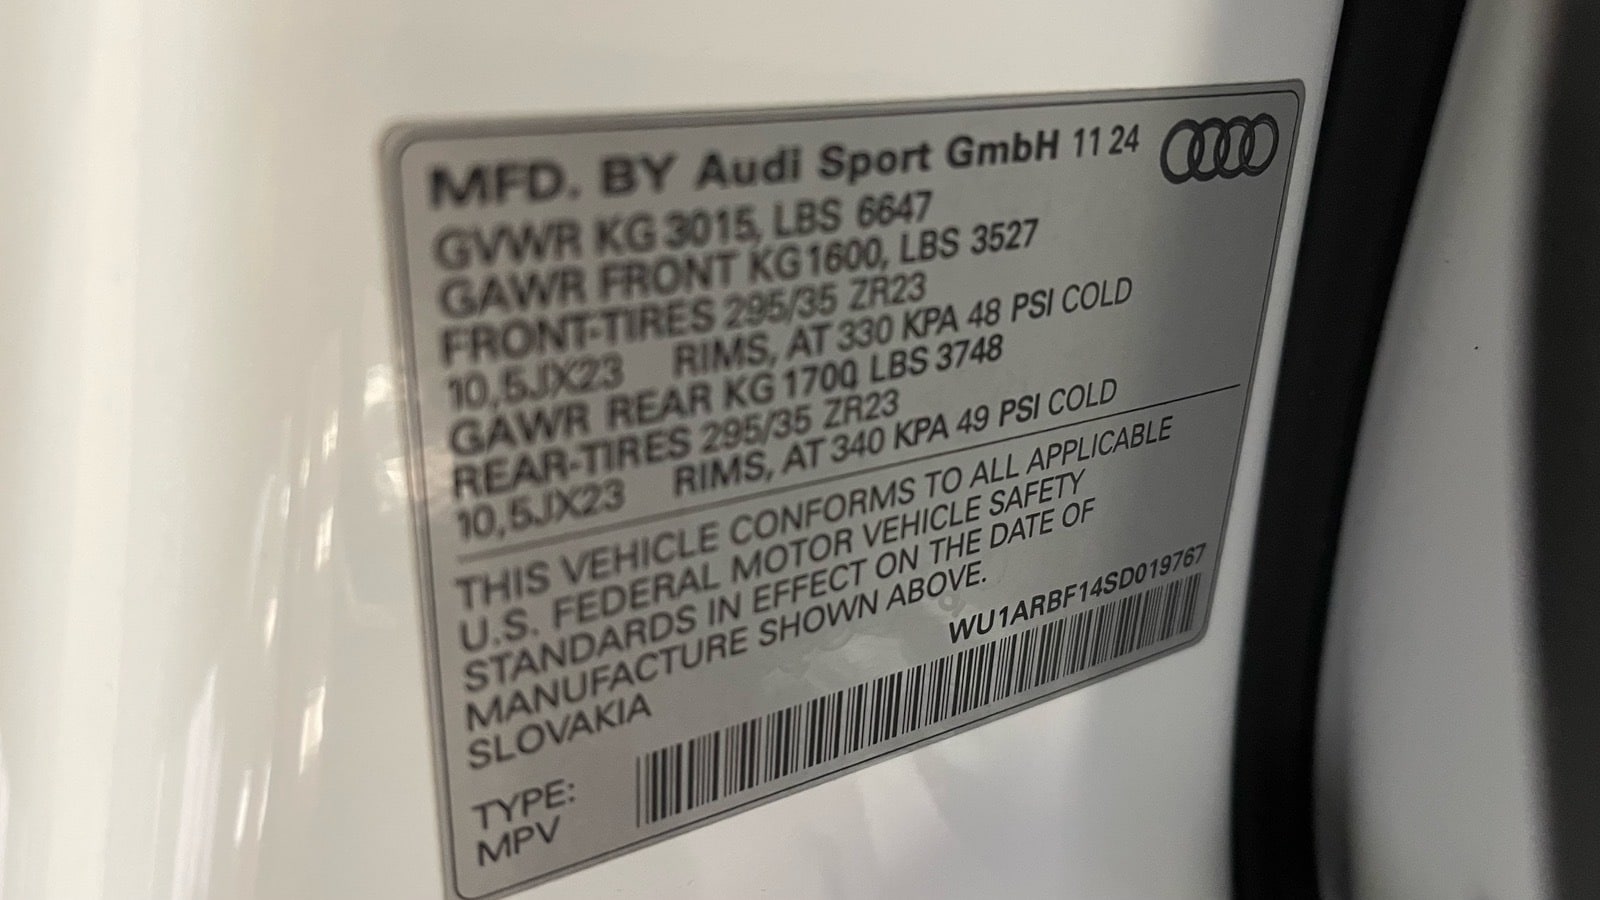 MFD. BY Audi Sport GmbH 11 24
GVWR KG 3015, LBS 6647
GAWR FRONT KG 1600, LBS 3527
FRONT-TIRES 295/35 ZR23
10,5JX23 RIMS, AT 330 KPA 48 PSI COLD
GAWR REAR KG 1700 LBS 3748
REAR-TIRES 295/35 ZR23
10,5JX23 RIMS, AT 340 KPA 49 PSI COLD
THIS VEHICLE CONFORMS TO ALL APPLICABLE
U.S. FEDERAL MOTOR VEHICLE SAFETY
STANDARDS IN EFFECT ON THE DATE OF
MANUFACTURE SHOWN ABOVE.
SLOVAKIA
WU1ARBF14SD019767
TYPE:
MPV